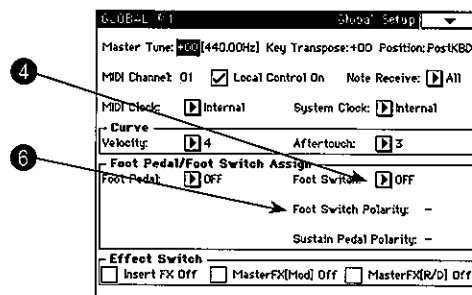 GLOBAL P1 Global Setup
Master Tune: +00 [440.00Hz] Key Transpose: +00 Position: PostKBD
MIDI Channel: 01 Local Control On Note Receive: All
MIDI Clock: Internal System Clock: Internal
Curve
Velocity: 4 Aftertouch: 3
Foot Pedal/Foot Switch Assign
Foot Pedal: OFF Foot Switch: OFF
Foot Switch Polarity: -
Sustain Pedal Polarity: -
Effect Switch
Insert FX Off MasterFX[Mod] Off MasterFX[R/D] Off
4
6